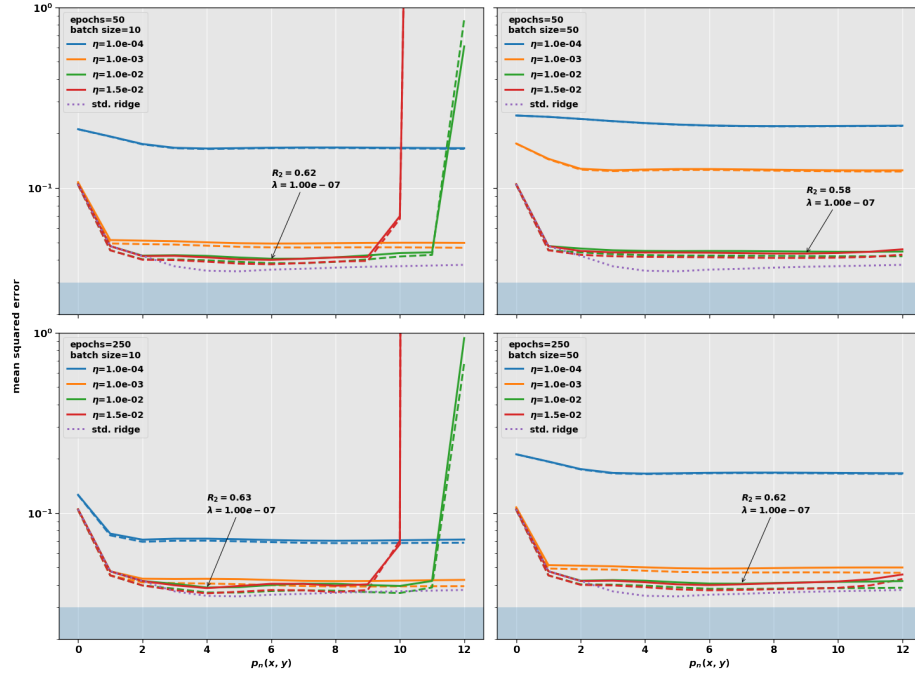 mean squared error
10⁰
10⁻¹
epochs=50
batch size=10
η=1.0e-04
η=1.0e-03
η=1.0e-02
η=1.5e-02
std. ridge
R₂ = 0.62
λ = 1.00e − 07
epochs=50
batch size=50
η=1.0e-04
η=1.0e-03
η=1.0e-02
η=1.5e-02
std. ridge
R₂ = 0.58
λ = 1.00e − 07
10⁰
10⁻¹
epochs=250
batch size=10
η=1.0e-04
η=1.0e-03
η=1.0e-02
η=1.5e-02
std. ridge
R₂ = 0.63
λ = 1.00e − 07
0 2 4 6 8 10 12
pₙ(x, y)
epochs=250
batch size=50
η=1.0e-04
η=1.0e-03
η=1.0e-02
η=1.5e-02
std. ridge
R₂ = 0.62
λ = 1.00e − 07
0 2 4 6 8 10 12
pₙ(x, y)